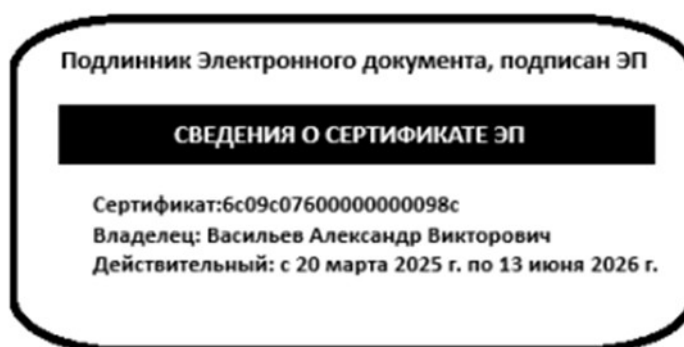 Подлинник Электронного документа, подписан ЭП
СВЕДЕНИЯ О СЕРТИФИКАТЕ ЭП
Сертификат:6c09c07600000000098c
Владелец: Васильев Александр Викторович
Действительный: с 20 марта 2025 г. по 13 июня 2026 г.